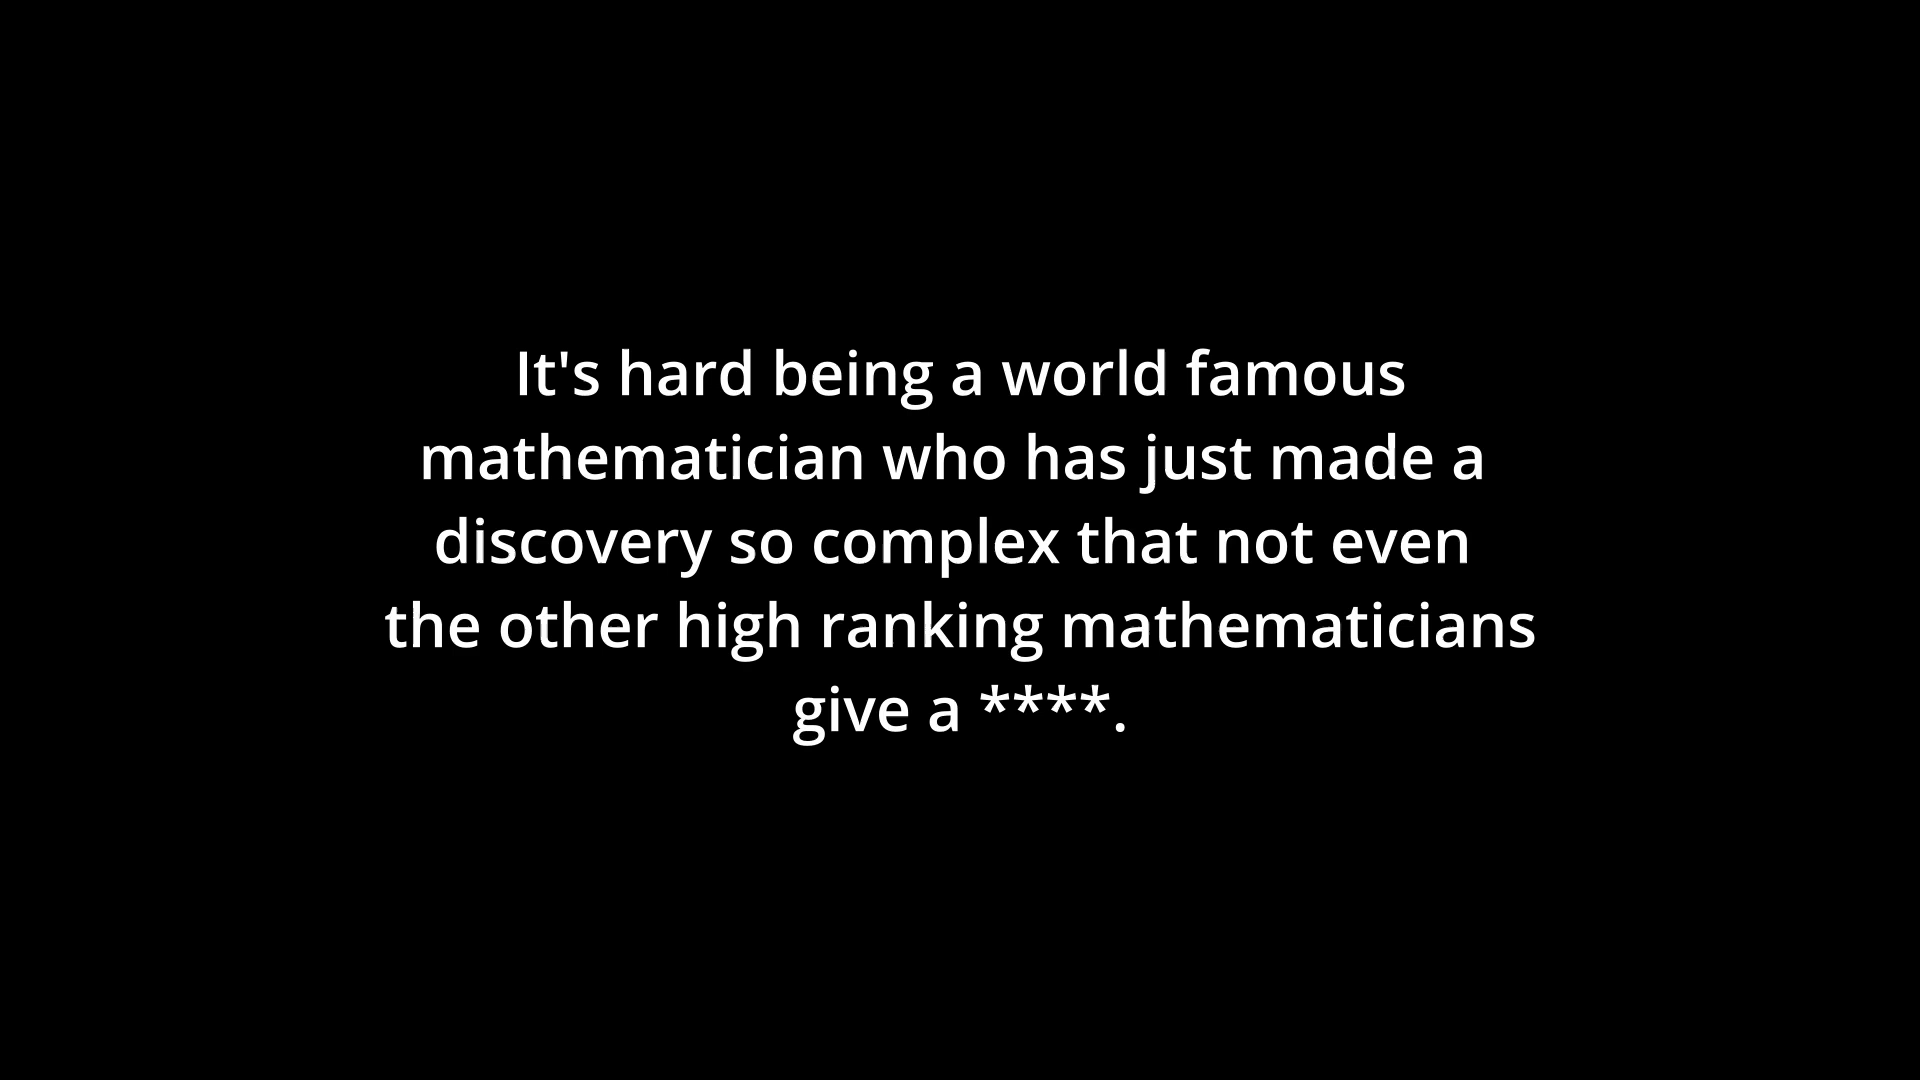 It's hard being a world famous
mathematician who has just made a
discovery so complex that not even
the other high ranking mathematicians
give a ****.